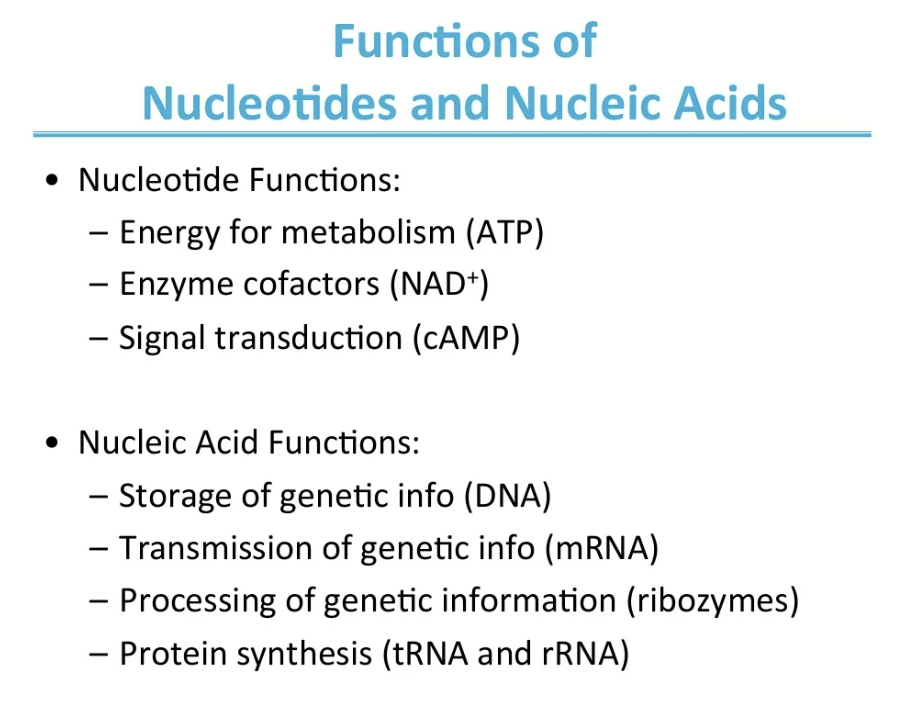 Functions of
Nucleotides and Nucleic Acids
• Nucleotide Functions:
– Energy for metabolism (ATP)
– Enzyme cofactors (NAD⁺)
– Signal transduction (cAMP)
• Nucleic Acid Functions:
– Storage of genetic info (DNA)
– Transmission of genetic info (mRNA)
– Processing of genetic information (ribozymes)
– Protein synthesis (tRNA and rRNA)